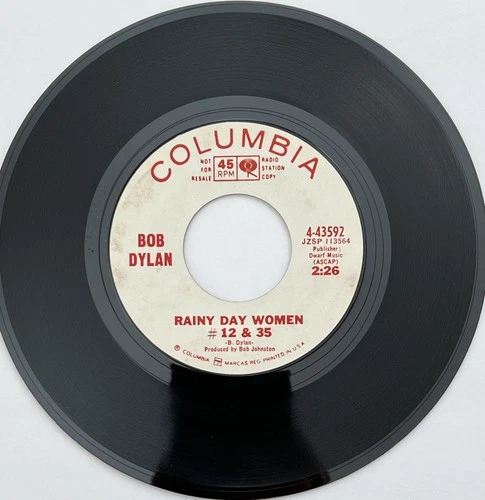 COLUMBIA
NOT FOR RESALE
45 RPM
RADIO STATION COPY
BOB
DYLAN
4-43592
JZSP 113564
Publisher:
Dwarf Music
(ASCAP)
2:26
RAINY DAY WOMEN
# 12 & 35
-B. Dylan-
Produced by Bob Johnston
© COLUMBIA MARCAS REG. PRINTED IN U.S.A.